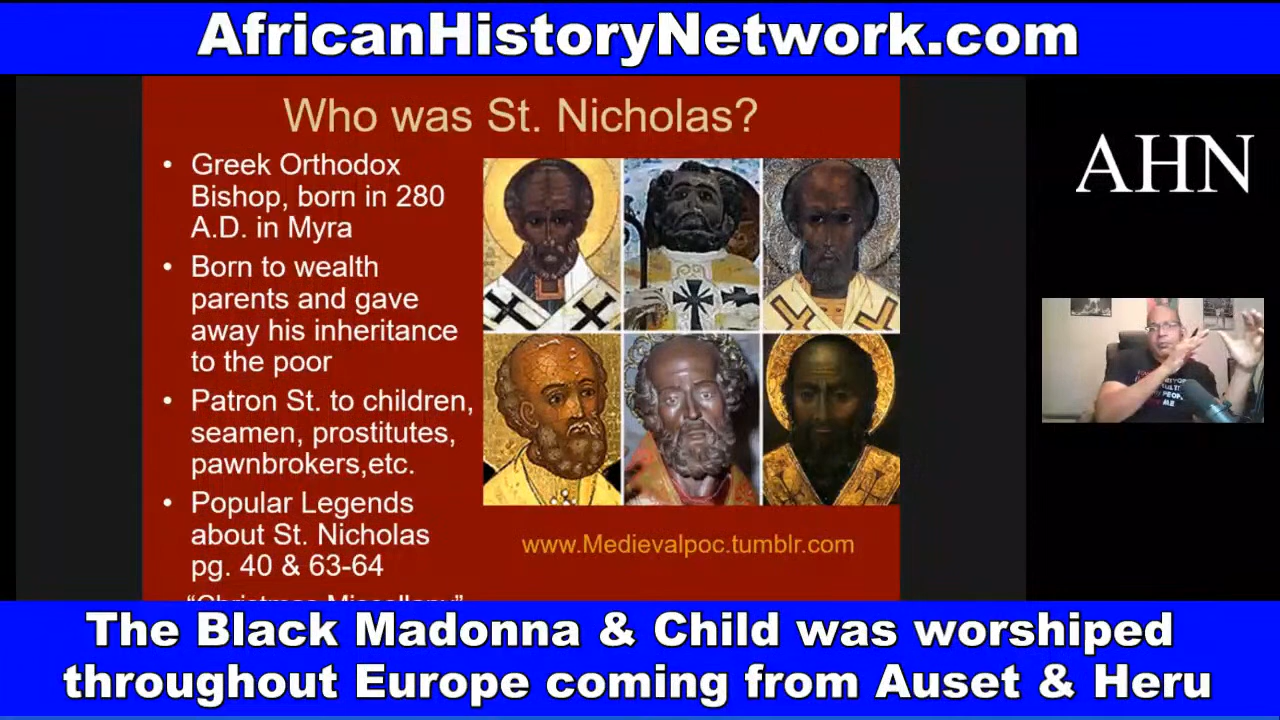 AfricanHistoryNetwork.com
Who was St. Nicholas?
• Greek Orthodox
Bishop, born in 280
A.D. in Myra
• Born to wealth
parents and gave
away his inheritance
to the poor
• Patron St. to children,
seamen, prostitutes,
pawnbrokers,etc.
• Popular Legends
about St. Nicholas
pg. 40 & 63-64
"Christmas Miscellany"
www.Medievalpoc.tumblr.com
AHN
The Black Madonna & Child was worshiped
throughout Europe coming from Auset & Heru